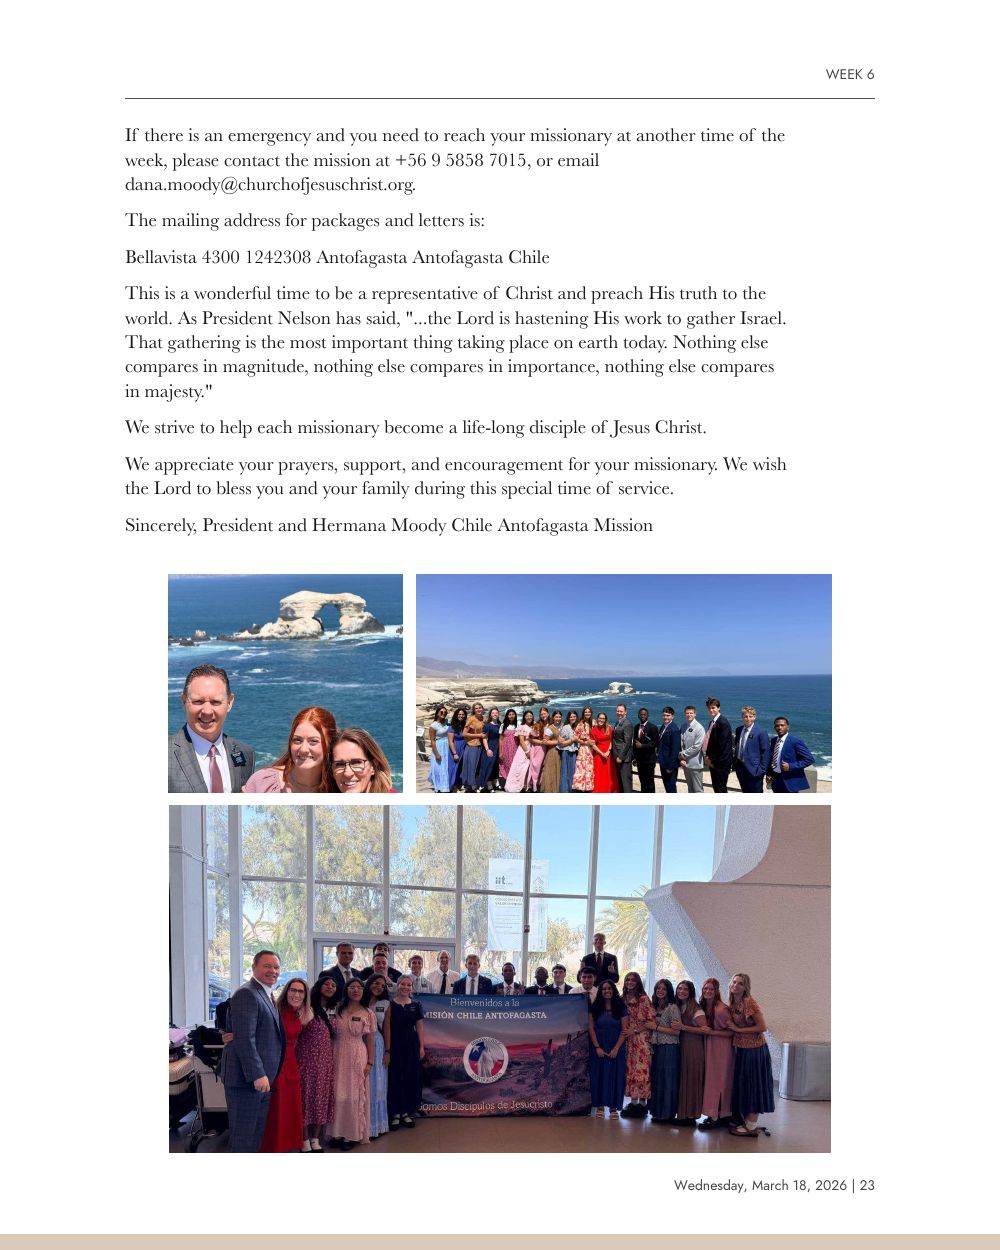 WEEK 6
If there is an emergency and you need to reach your missionary at another time of the
week, please contact the mission at +56 9 5858 7015, or email
dana.moody@churchofjesuschrist.org.
The mailing address for packages and letters is:
Bellavista 4300 1242308 Antofagasta Antofagasta Chile
This is a wonderful time to be a representative of Christ and preach His truth to the
world. As President Nelson has said, "...the Lord is hastening His work to gather Israel.
That gathering is the most important thing taking place on earth today. Nothing else
compares in magnitude, nothing else compares in importance, nothing else compares
in majesty."
We strive to help each missionary become a life-long disciple of Jesus Christ.
We appreciate your prayers, support, and encouragement for your missionary. We wish
the Lord to bless you and your family during this special time of service.
Sincerely, President and Hermana Moody Chile Antofagasta Mission
iit
Bienvenidos a la
MISIÓN CHILE ANTOFAGASTA
Somos Discípulos de Jesucristo
Wednesday, March 18, 2026 | 23